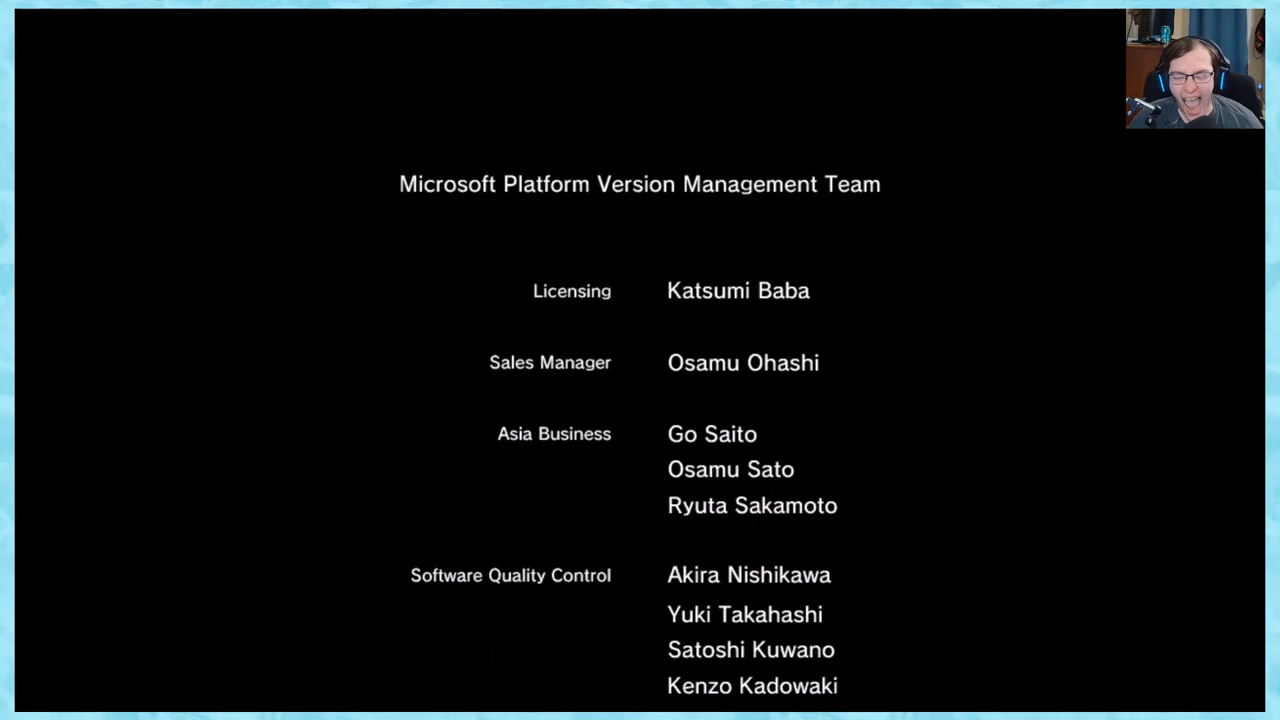 Microsoft Platform Version Management Team
Licensing Katsumi Baba
Sales Manager Osamu Ohashi
Asia Business Go Saito
Osamu Sato
Ryuta Sakamoto
Software Quality Control Akira Nishikawa
Yuki Takahashi
Satoshi Kuwano
Kenzo Kadowaki